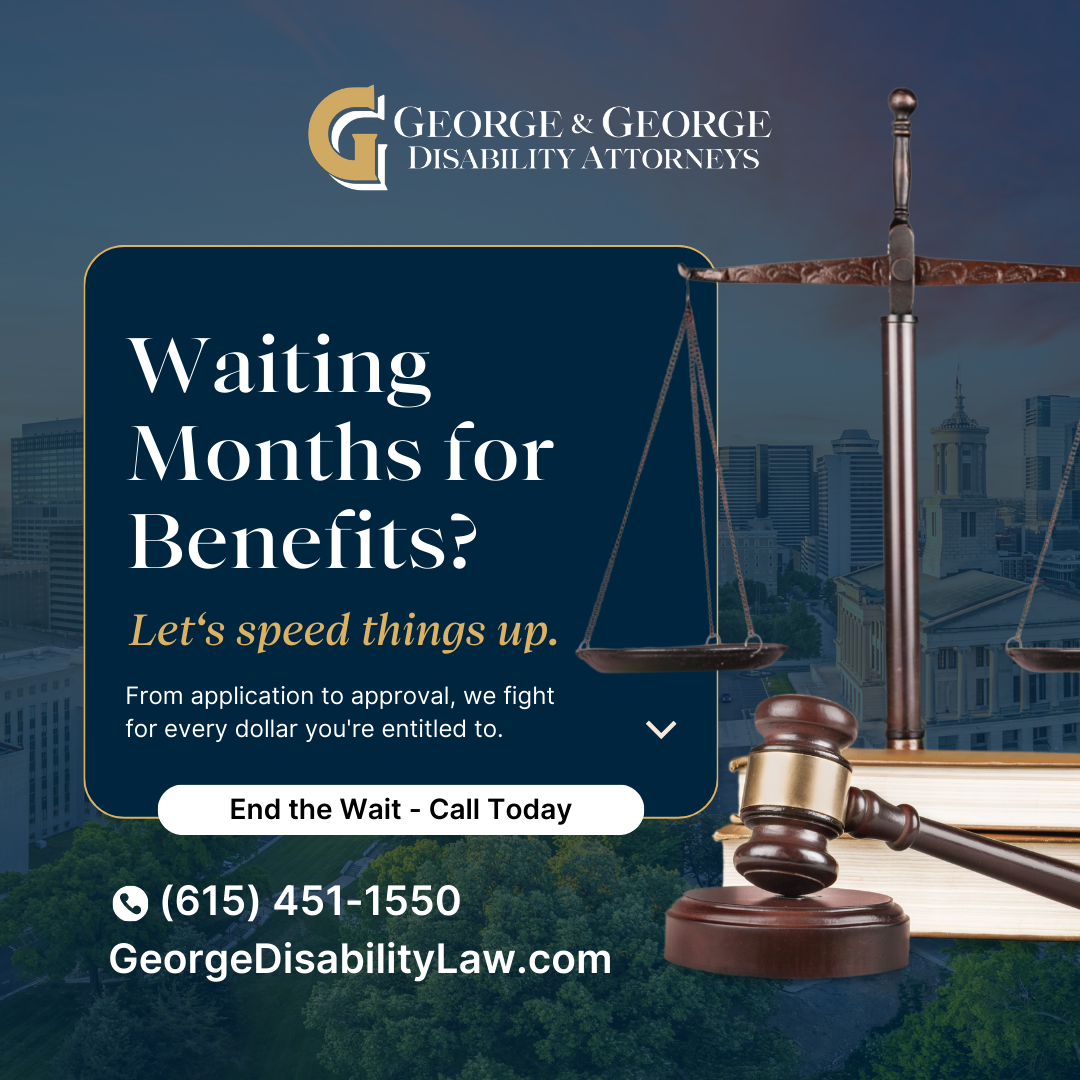 GEORGE & GEORGE
DISABILITY ATTORNEYS
Waiting
Months for
Benefits?
Let‘s speed things up.
From application to approval, we fight
for every dollar you're entitled to.
End the Wait - Call Today
(615) 451-1550
GeorgeDisabilityLaw.com